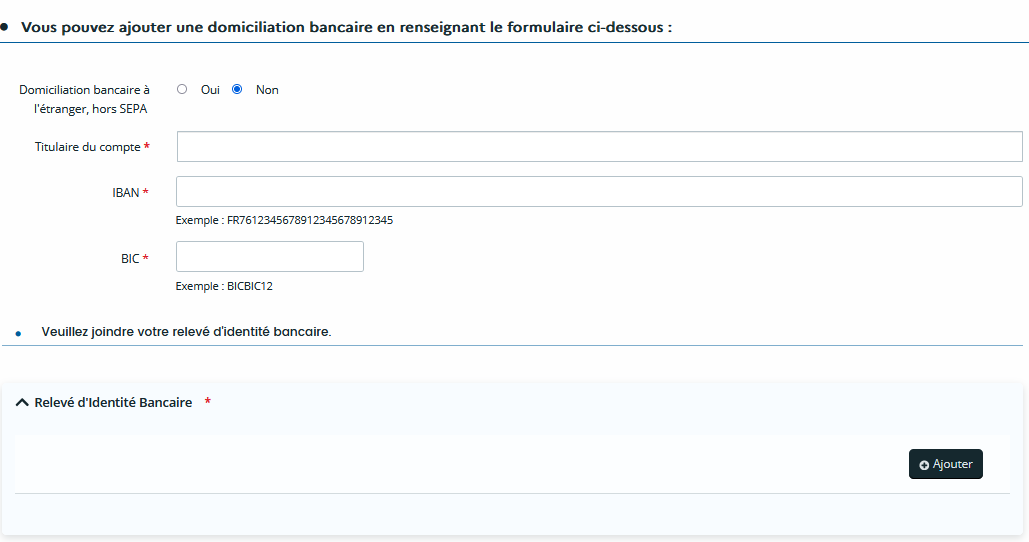 Vous pouvez ajouter une domiciliation bancaire en renseignant le formulaire ci-dessous :
Domiciliation bancaire à
l'étranger, hors SEPA
Oui
Non
Titulaire du compte *
IBAN *
Exemple : FR7612345678912345678912345
BIC *
Exemple : BICBIC12
Veuillez joindre votre relevé d'identité bancaire.
Relevé d'Identité Bancaire *
Ajouter